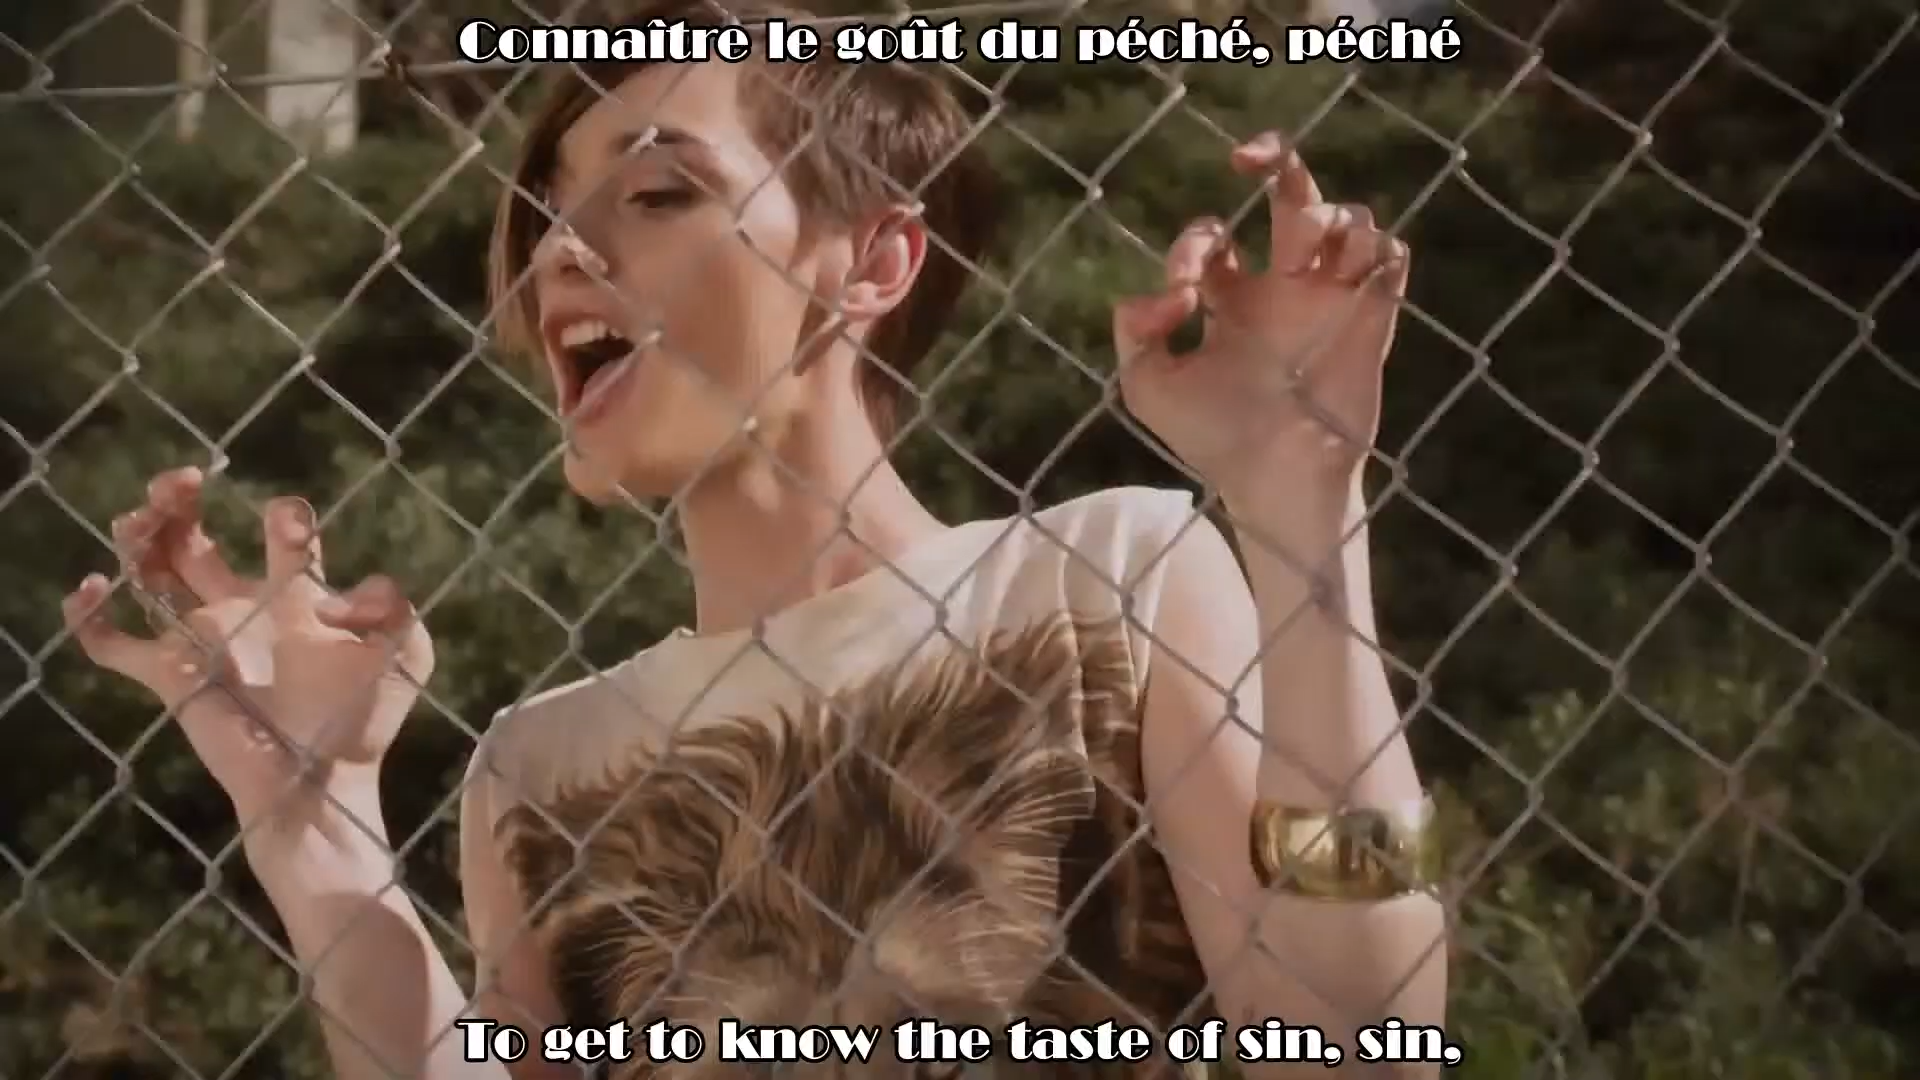 Connaître le goût du péché, péché
To get to know the taste of sin, sin,